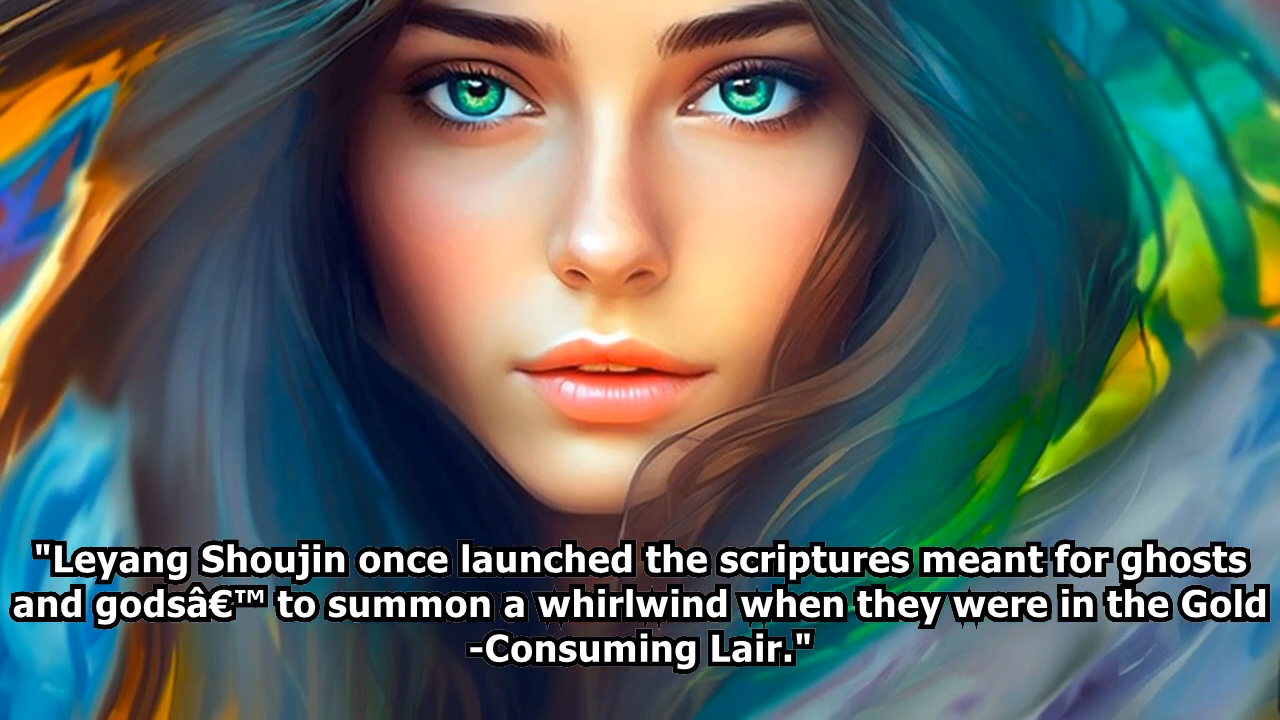 "Leyang Shoujin once launched the scriptures meant for ghosts
and godsâ€™ to summon a whirlwind when they were in the Gold
-Consuming Lair."